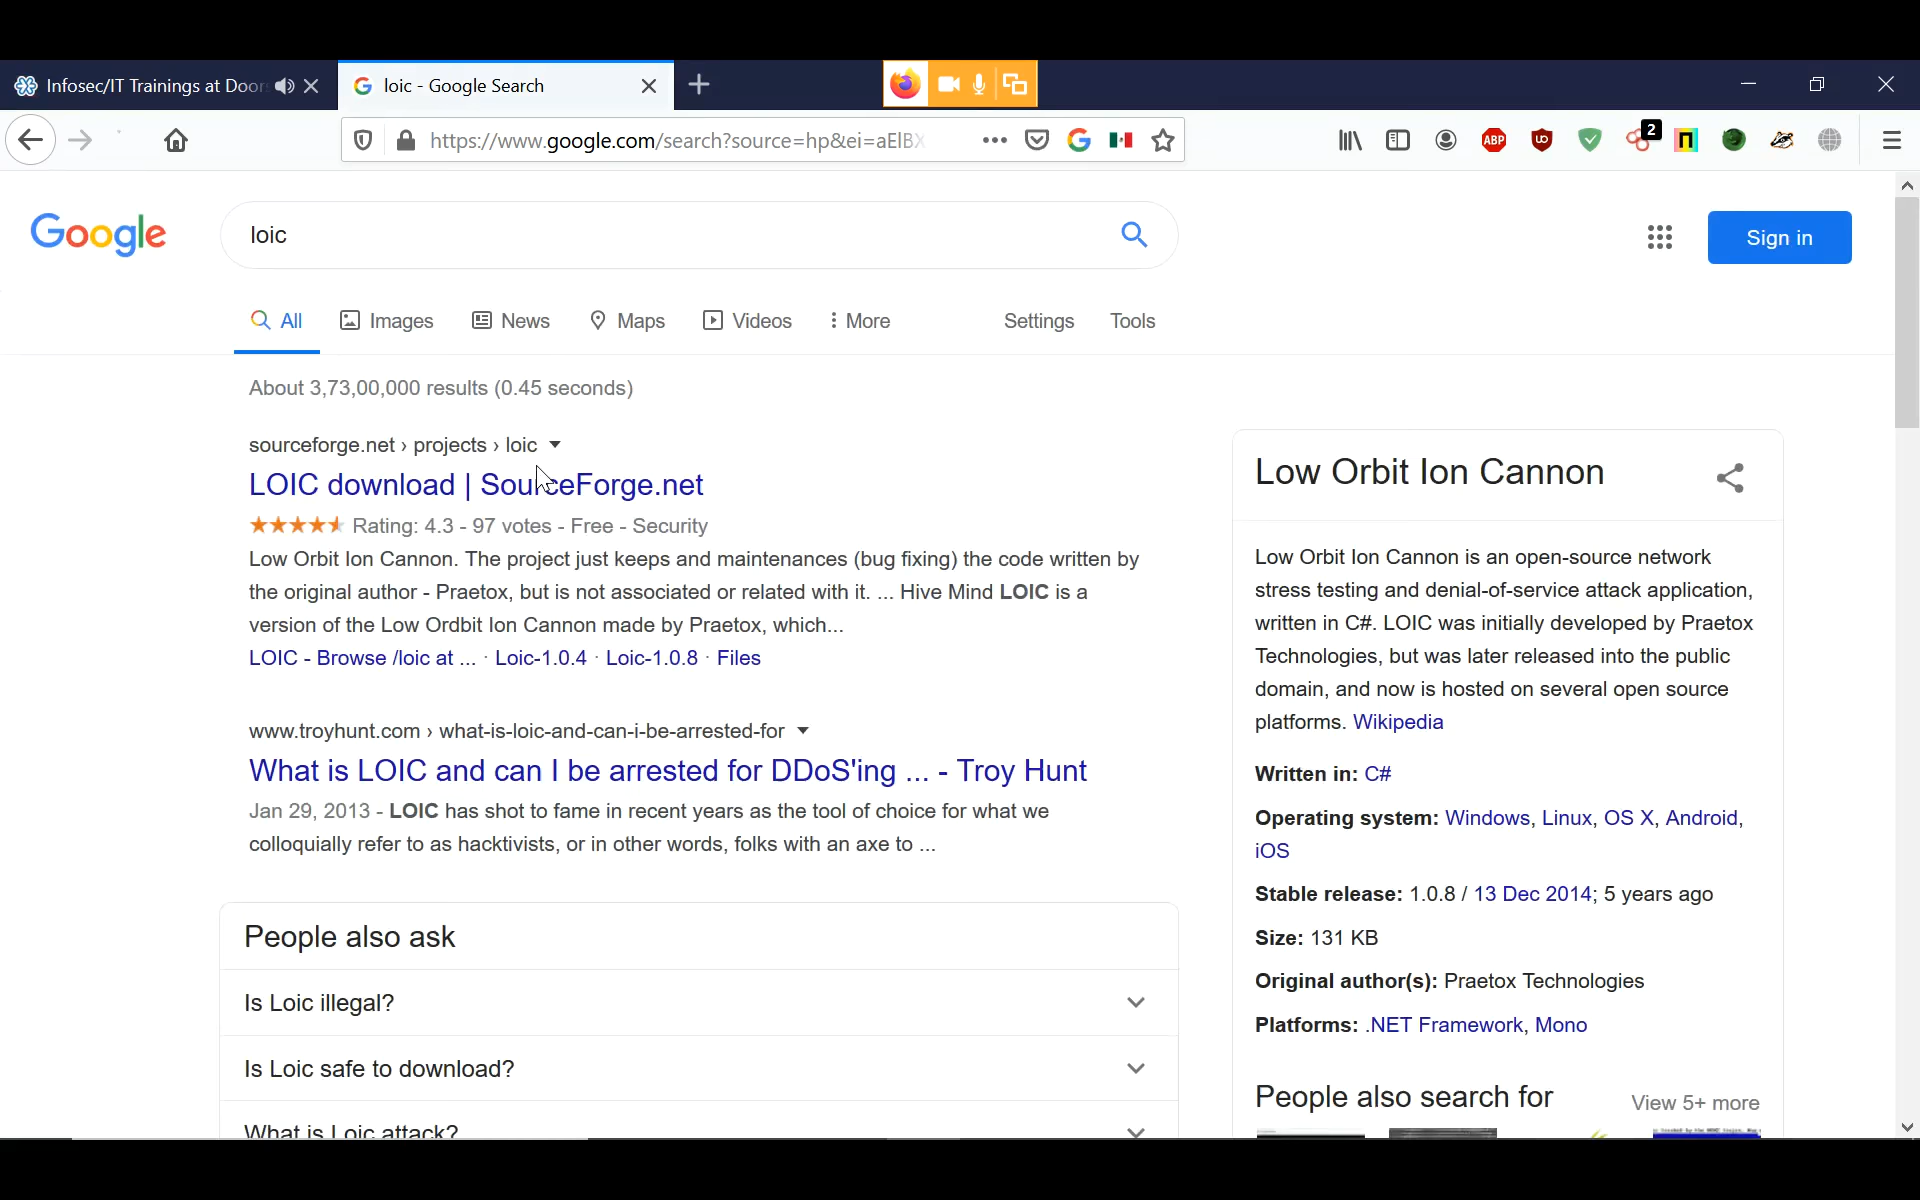 Infosec/IT Trainings at Door
loic - Google Search
https://www.google.com/search?source=hp&ei=aElBX
ABP
2
Google
loic
Sign in
All
Images
News
Maps
Videos
More
Settings
Tools
About 3,73,00,000 results (0.45 seconds)
sourceforge.net › projects › loic
LOIC download | SourceForge.net
Rating: 4.3 - 97 votes - Free - Security
Low Orbit Ion Cannon. The project just keeps and maintenances (bug fixing) the code written by
the original author - Praetox, but is not associated or related with it. ... Hive Mind LOIC is a
version of the Low Ordbit Ion Cannon made by Praetox, which...
LOIC - Browse /loic at ... · Loic-1.0.4 · Loic-1.0.8 · Files
www.troyhunt.com › what-is-loic-and-can-i-be-arrested-for
What is LOIC and can I be arrested for DDoS'ing ... - Troy Hunt
Jan 29, 2013 - LOIC has shot to fame in recent years as the tool of choice for what we
colloquially refer to as hacktivists, or in other words, folks with an axe to ...
People also ask
Is Loic illegal?
Is Loic safe to download?
What is Loic attack?
Low Orbit Ion Cannon
Low Orbit Ion Cannon is an open-source network
stress testing and denial-of-service attack application,
written in C#. LOIC was initially developed by Praetox
Technologies, but was later released into the public
domain, and now is hosted on several open source
platforms. Wikipedia
Written in: C#
Operating system: Windows, Linux, OS X, Android,
iOS
Stable release: 1.0.8 / 13 Dec 2014; 5 years ago
Size: 131 KB
Original author(s): Praetox Technologies
Platforms: .NET Framework, Mono
People also search for
View 5+ more